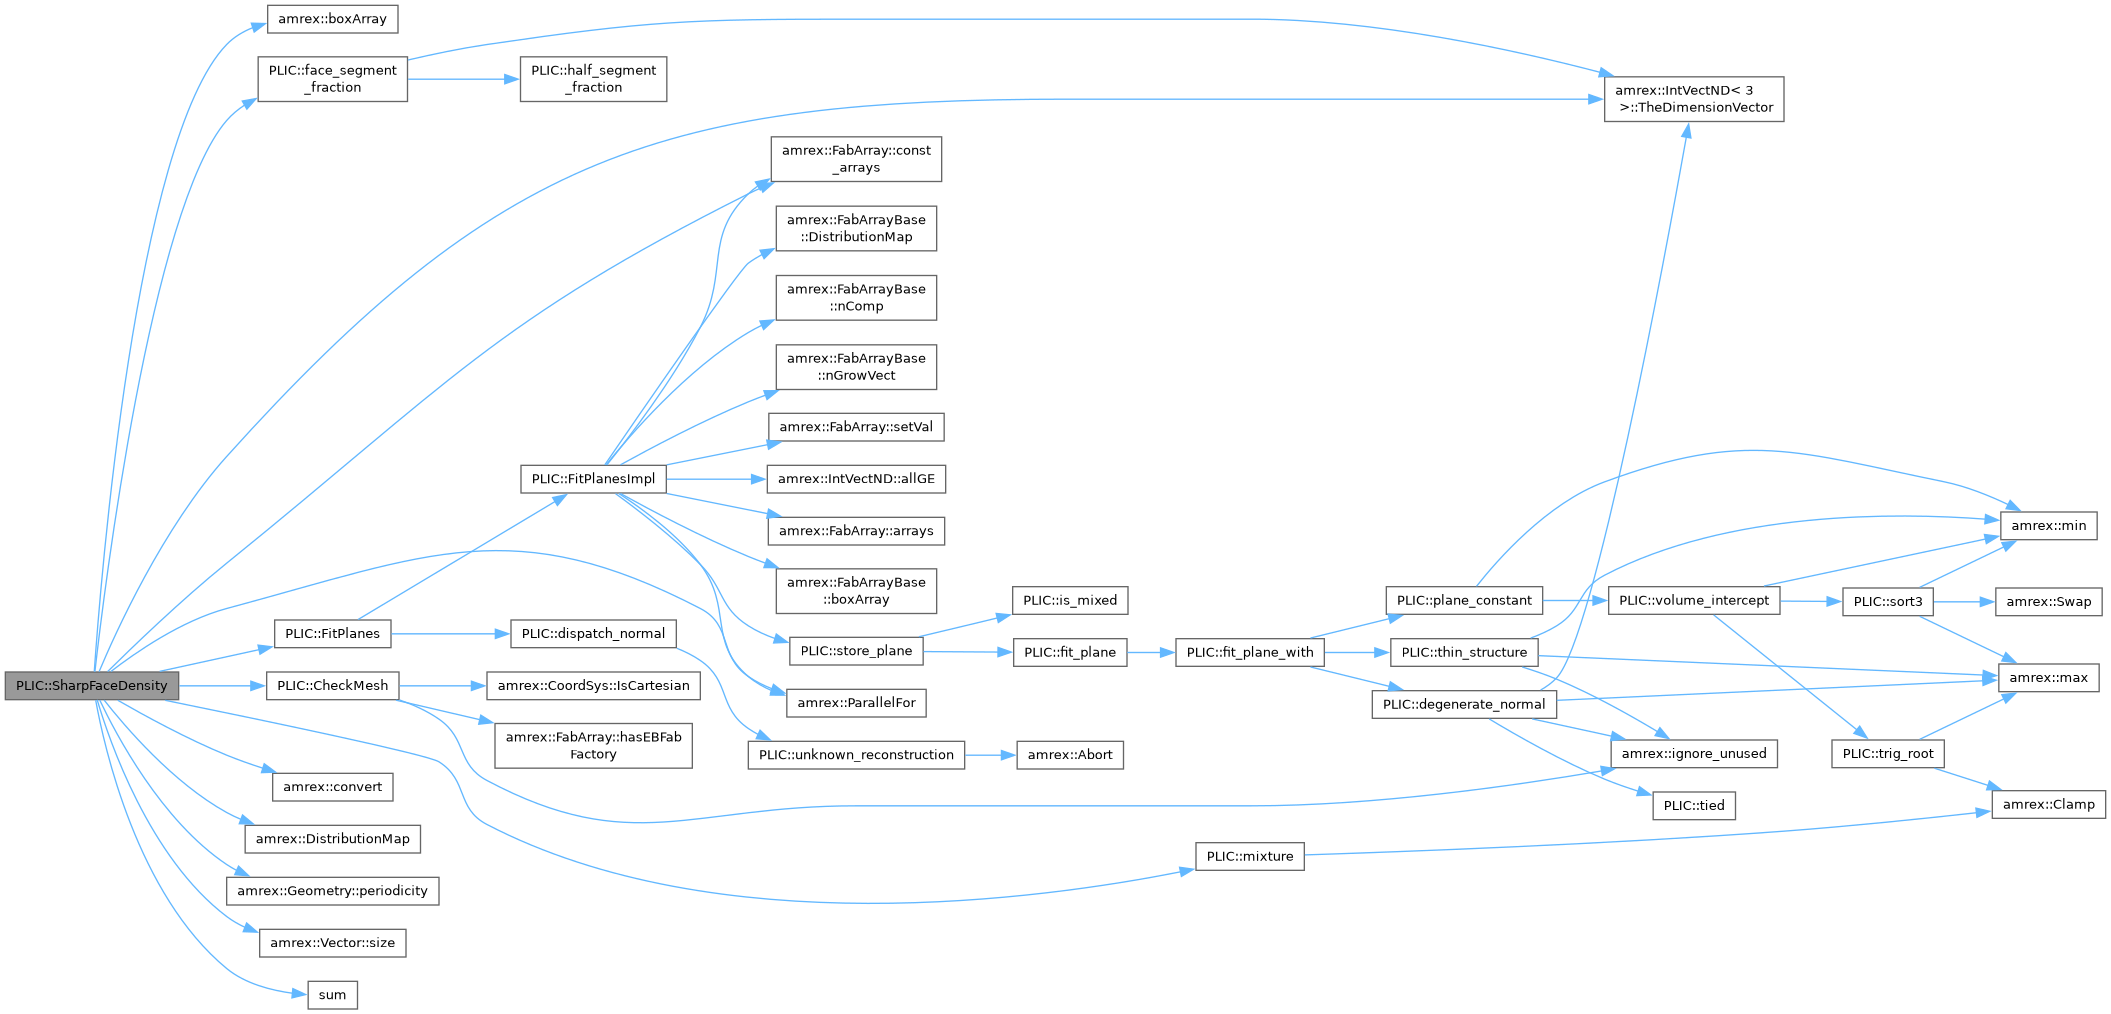 amrex::boxArray
PLIC::face_segment
_fraction
PLIC::half_segment
_fraction
amrex::IntVectND< 3
>::TheDimensionVector
amrex::FabArray::const
_arrays
amrex::FabArrayBase
::DistributionMap
amrex::FabArrayBase
::nComp
amrex::FabArrayBase
::nGrowVect
amrex::FabArray::setVal
PLIC::FitPlanesImpl
amrex::IntVectND::allGE
amrex::FabArray::arrays
amrex::min
amrex::FabArrayBase
::boxArray
PLIC::is_mixed
PLIC::plane_constant
PLIC::volume_intercept
PLIC::sort3
amrex::Swap
PLIC::FitPlanes
PLIC::dispatch_normal
PLIC::store_plane
PLIC::fit_plane
PLIC::fit_plane_with
PLIC::thin_structure
amrex::max
PLIC::SharpFaceDensity
PLIC::CheckMesh
amrex::CoordSys::IsCartesian
amrex::ParallelFor
PLIC::degenerate_normal
amrex::FabArray::hasEBFab
Factory
PLIC::unknown_reconstruction
amrex::Abort
amrex::ignore_unused
PLIC::trig_root
amrex::convert
PLIC::tied
amrex::Clamp
amrex::DistributionMap
PLIC::mixture
amrex::Geometry::periodicity
amrex::Vector::size
sum